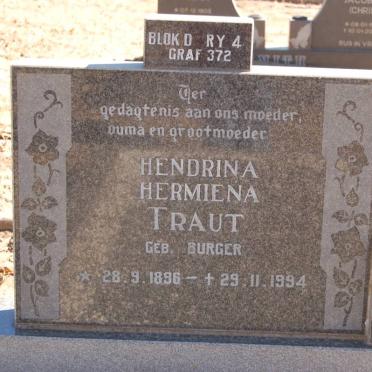 BLOK D RY 4
GRAF 372
Ter
gedagtenis aan ons moeder,
ouma en grootmoeder
HENDRINA
HERMIENA
TRAUT
GEB. BURGER
* 28.9.1896 – † 29.11.1994